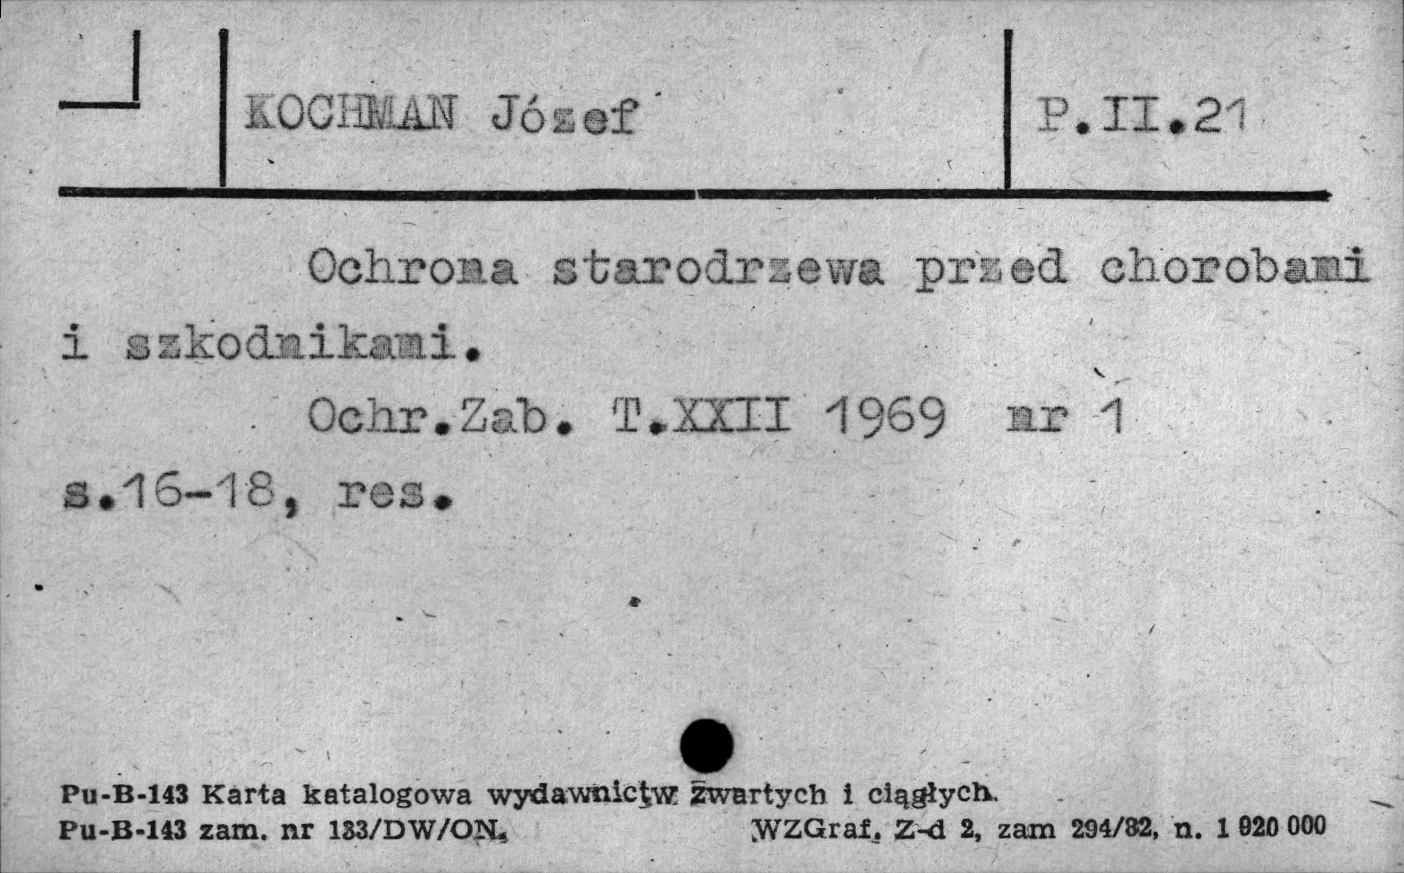 KOCHMAN Józef
P.II.21
Ochrona starodrzewa przed chorobami
i szkodnikami.
Ochr.Zab. T.XXII 1969 nr 1
s.16-18, res.
Pu-B-143 Karta katalogowa wydawnictw zwartych i ciągłych.
Pu-B-143 zam. nr 133/DW/ON.
WZGraf. Z-d 2, zam 294/82, n. 1 920 000